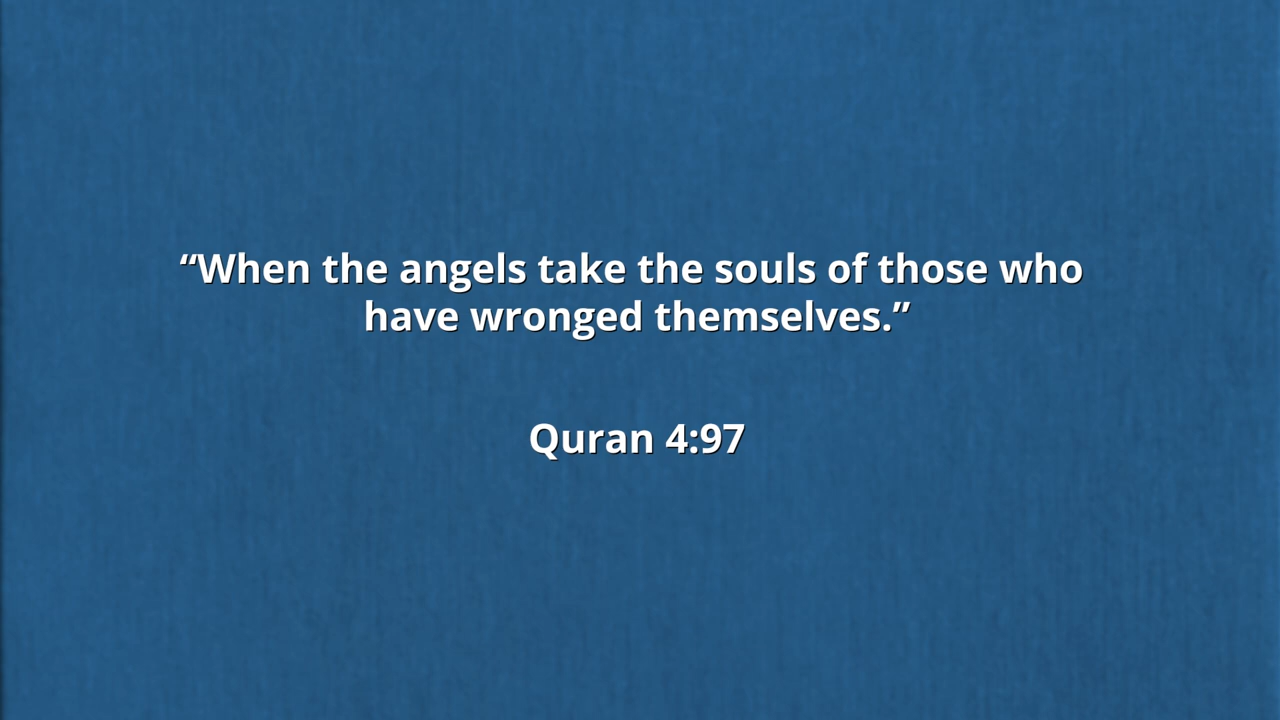 “When the angels take the souls of those who
have wronged themselves.”
Quran 4:97